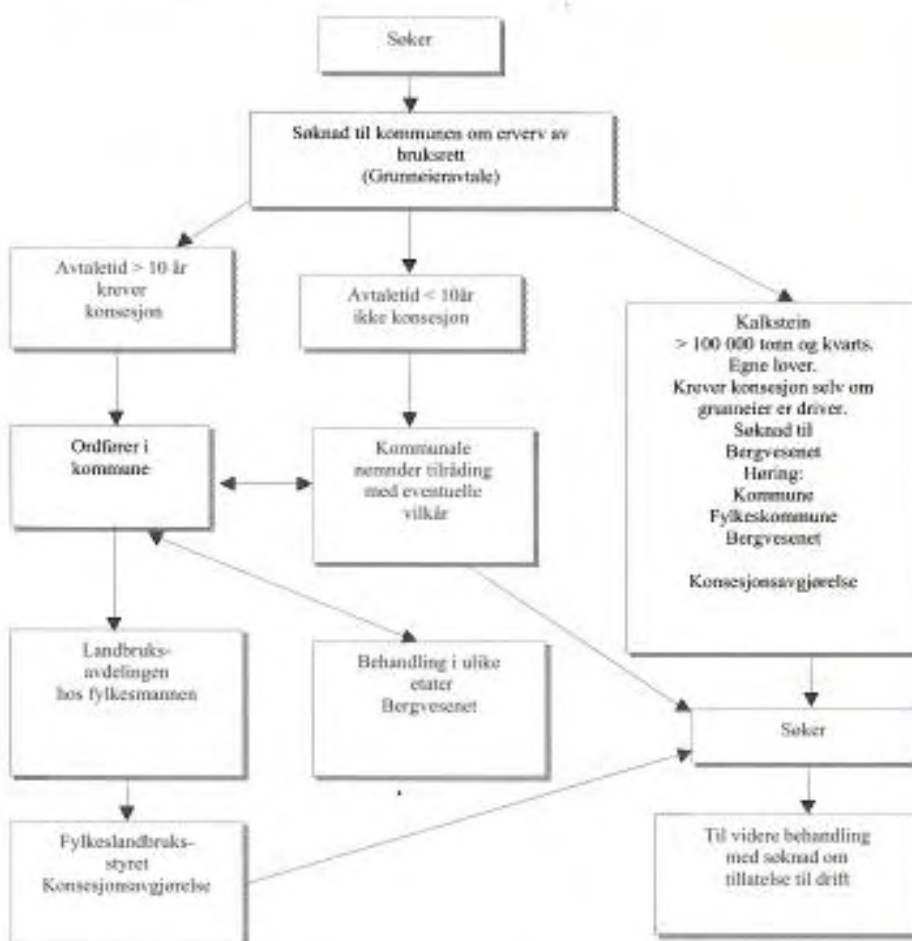 Søker
Søknad til kommunen om erverv av
bruksrett
(Grunneieravtale)
Avtaletid > 10 år
krever
konsesjon
Avtaletid < 10år
ikke konsesjon
Kalkstein
> 100 000 tonn og kvarts.
Egne lover.
Krever konsesjon selv om
grunneier er driver.
Søknad til
Bergvesenet
Høring:
Kommune
Fylkeskommune
Bergvesenet
Konsesjonsavgjørelse
Ordfører i
kommune
Kommunale
nemnder tilråding
med eventuelle
vilkår
Landbruks-
avdelingen
hos fylkesmannen
Behandling i ulike
etater
Bergvesenet
Søker
Fylkeslandbruks-
styret
Konsesjonsavgjørelse
Til videre behandling
med søknad om
tillatelse til drift